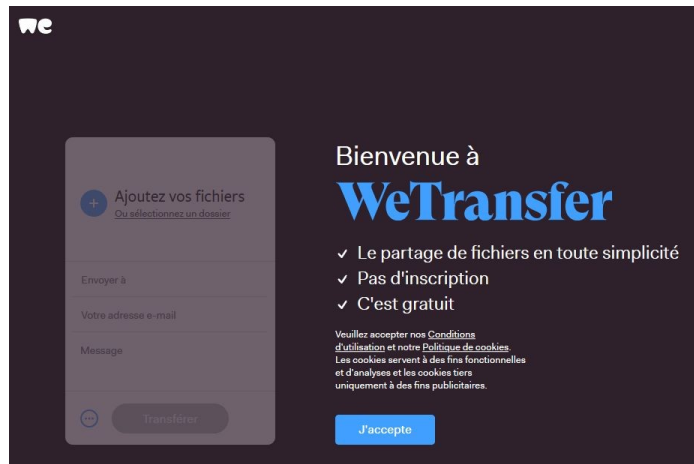 we
Ajoutez vos fichiers
Ou sélectionnez un dossier
Envoyer à
Votre adresse e-mail
Message
Transférer
Bienvenue à
WeTransfer
Le partage de fichiers en toute simplicité
Pas d'inscription
C'est gratuit
Veuillez accepter nos Conditions
d'utilisation et notre Politique de cookies.
Les cookies servent à des fins fonctionnelles
et d'analyses et les cookies tiers
uniquement à des fins publicitaires.
J'accepte